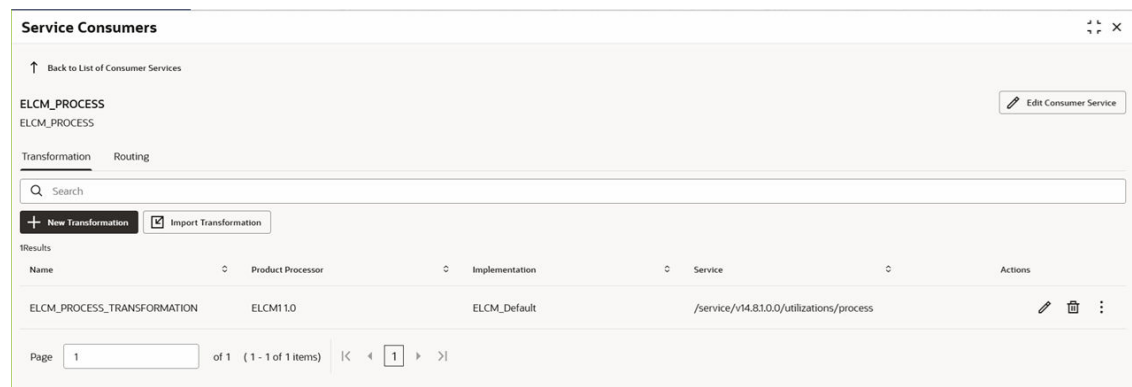 Service Consumers
Back to List of Consumer Services
ELCM_PROCESS
Edit Consumer Service
ELCM_PROCESS
Transformation Routing
Search
New Transformation Import Transformation
1Results
Name Product Processor Implementation Service Actions
ELCM_PROCESS_TRANSFORMATION ELCM1 1.0 ELCM_Default /service/v14.8.1.0.0/utilizations/process
Page 1 of 1 (1 - 1 of 1 items) 1